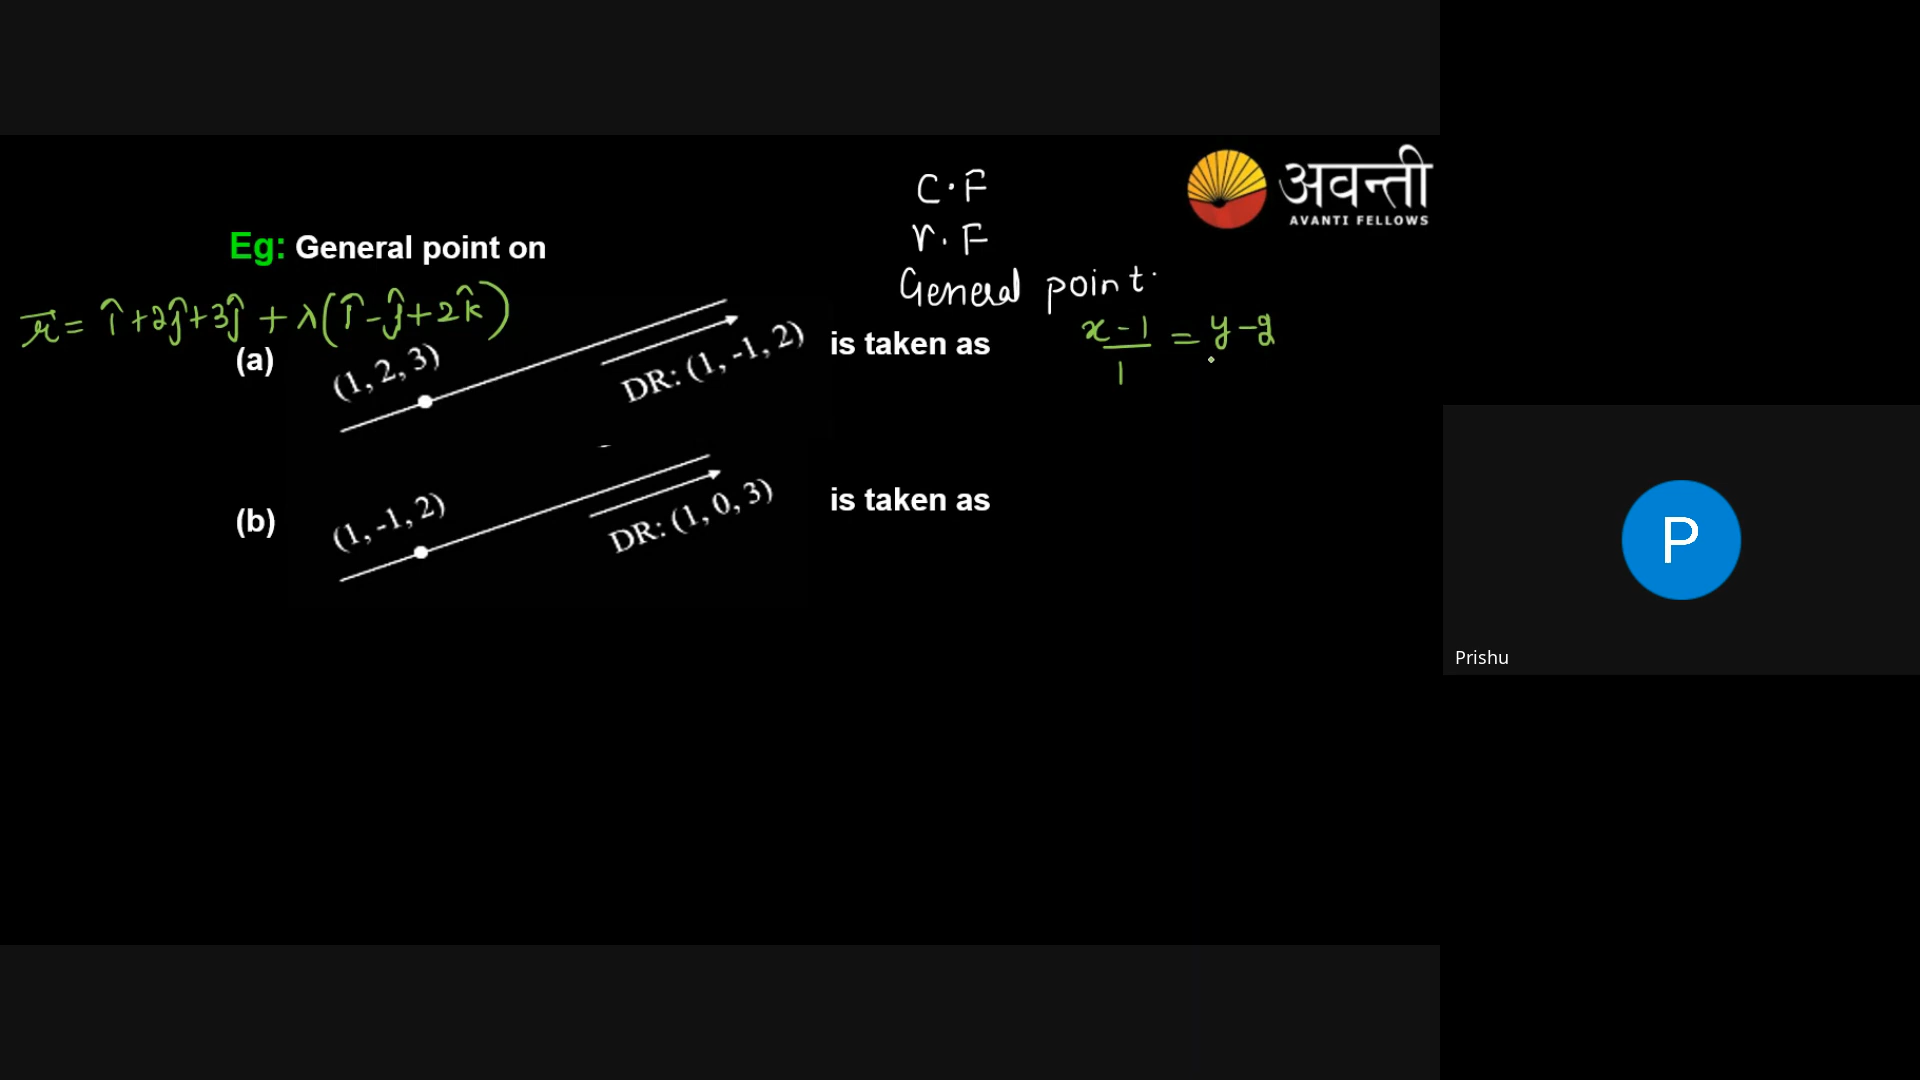 C.F
r.F
General point.
अवन्ती
AVANTI FELLOWS
Eg: General point on
r̄ = î+2ĵ+3ĵ + λ(î-ĵ+2k̂)
(a)
(1, 2, 3)
DR: (1, -1, 2)
is taken as
x-1/1 = y-2
(b)
(1, -1, 2)
DR: (1, 0, 3)
is taken as
P
Prishu